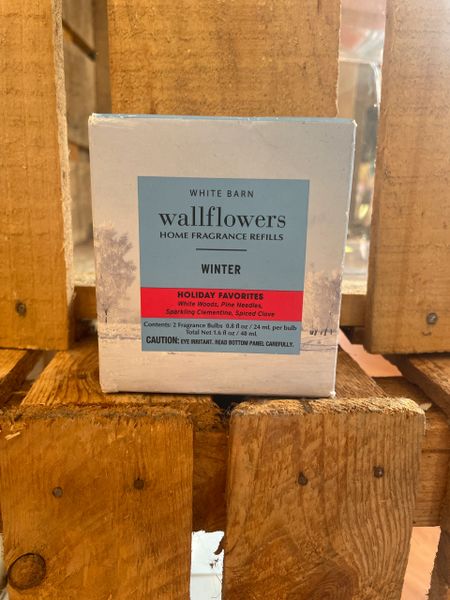 WHITE BARN
wallflowers
HOME FRAGRANCE REFILLS
WINTER
HOLIDAY FAVORITES
White Woods, Pine Needles,
Sparkling Clementine, Spiced Clove
Contents: 2 Fragrance Bulbs 0.8 fl oz / 24 mL per bulb
Total Net 1.6 fl oz / 48 mL
CAUTION: EYE IRRITANT. READ BOTTOM PANEL CAREFULLY.